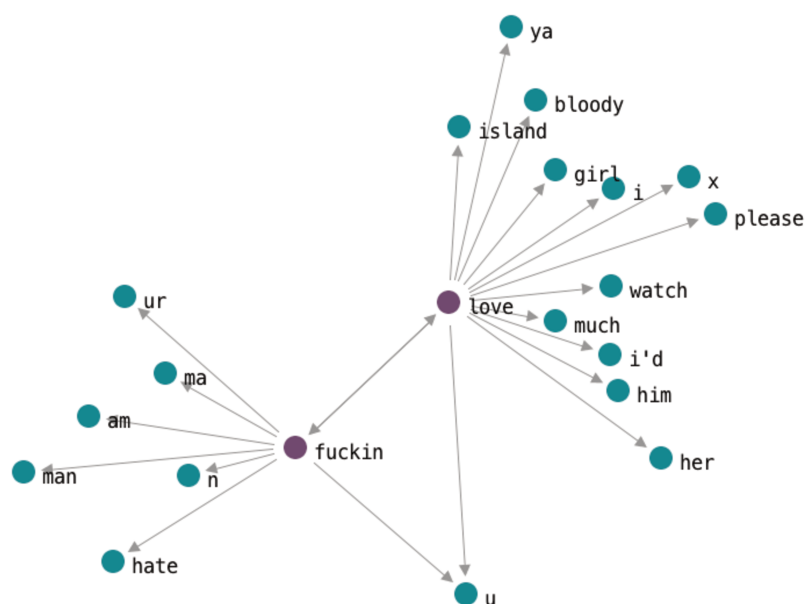 ya
bloody
island
girl
i
x
please
watch
love
much
i'd
him
her
ur
ma
am
fuckin
man
n
hate
u